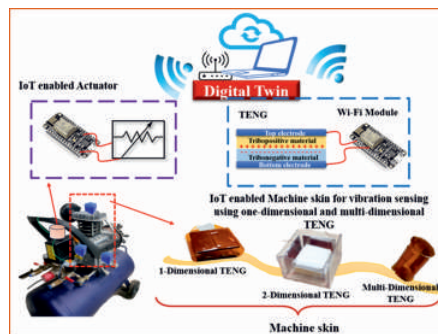 Digital Twin
IoT enabled Actuator
TENG
Wi-Fi Module
Top electrode
Tribopositive material
Tribonegative material
Bottom electrode
IoT enabled Machine skin for vibration sensing
using one-dimensional and multi-dimensional
TENG
1-Dimensional TENG
2-Dimensional TENG
Multi-Dimensional
TENG
Machine skin